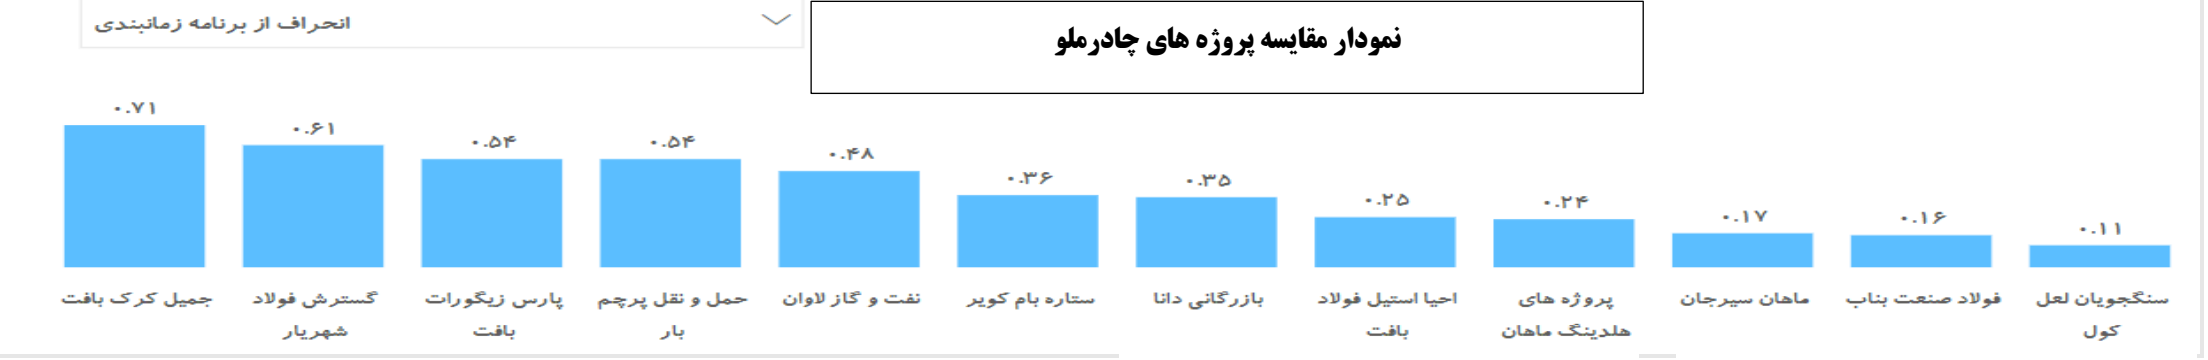 انحراف از برنامه زمانبندی
نمودار مقایسه پروژه های چادرملو
۰.۷۱
۰.۶۱
۰.۵۴
۰.۵۴
۰.۴۸
۰.۳۶
۰.۳۵
۰.۲۵
۰.۲۴
۰.۱۷
۰.۱۶
۰.۱۱
جمیل کرک بافت
گسترش فولاد
شهریار
پارس زیگورات
بافت
حمل و نقل پرچم
بار
نفت و گاز لاوان
ستاره بام کویر
بازرگانی دانا
احیا استیل فولاد
بافت
پروژه های
هلدینگ ماهان
ماهان سیرجان
فولاد صنعت بناب
سنگجویان لعل
کول